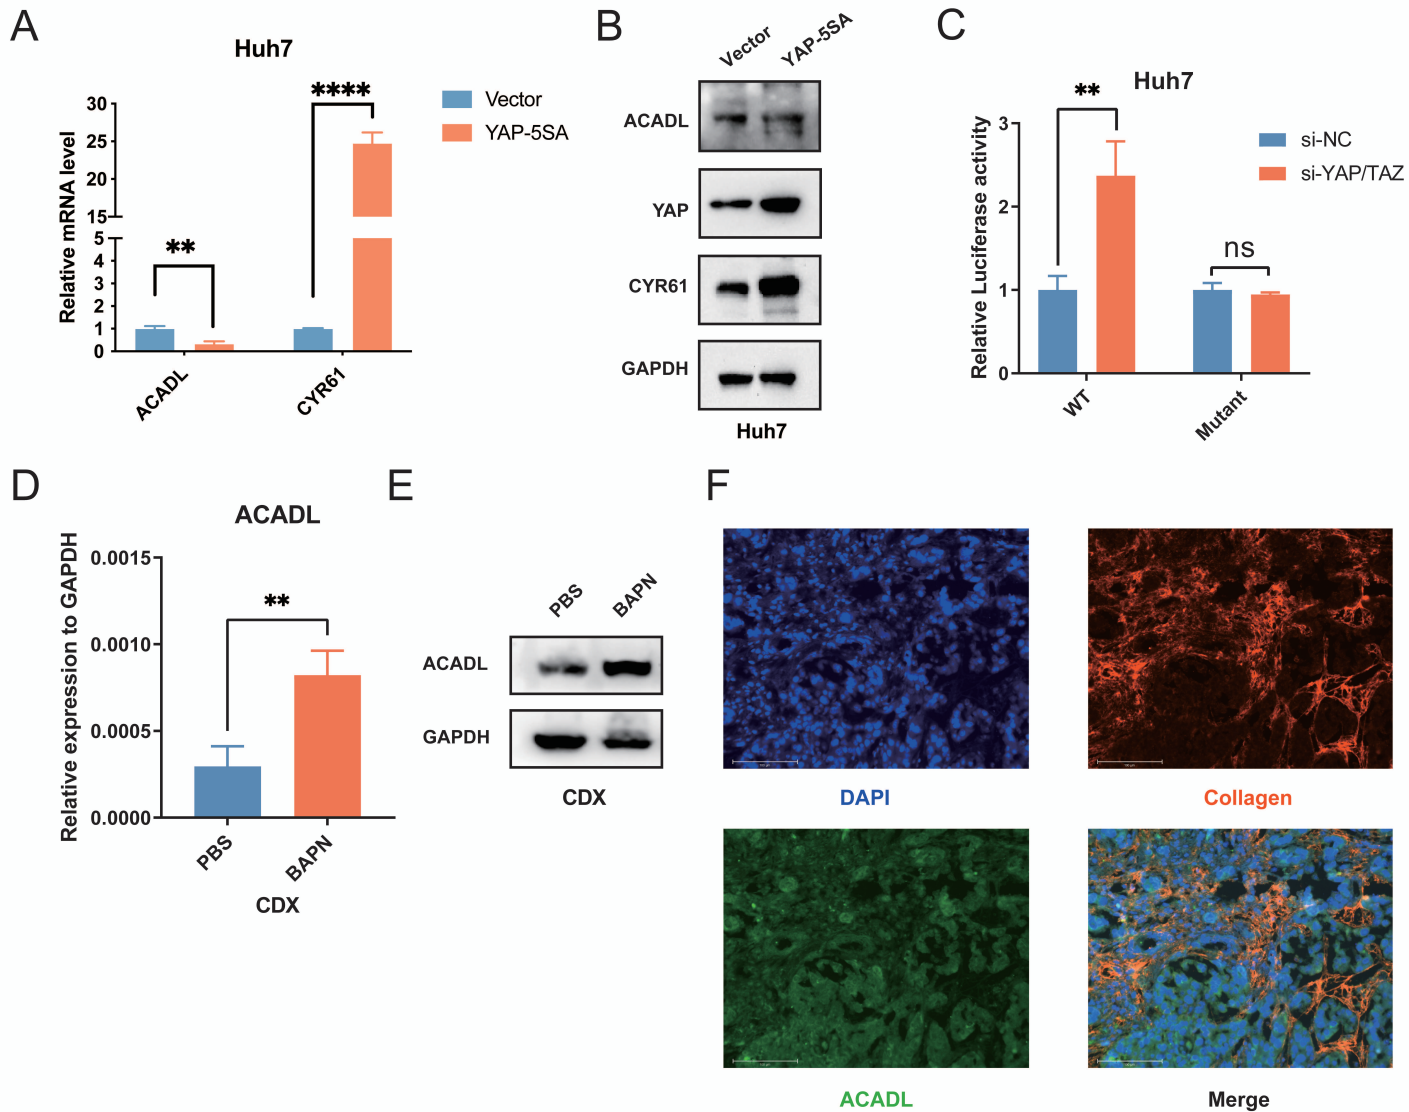 A
Huh7
Relative mRNA level
30
25
20
15
5
4
3
2
1
0
**
****
ACADL
CYR61
Vector
YAP-5SA
B
Vector
YAP-5SA
ACADL
YAP
CYR61
GAPDH
Huh7
C
Huh7
Relative Luciferase activity
3
2
1
0
**
ns
WT
Mutant
si-NC
si-YAP/TAZ
D
ACADL
Relative expression to GAPDH
0.0015
0.0010
0.0005
0.0000
**
PBS
BAPN
CDX
E
PBS
BAPN
ACADL
GAPDH
CDX
F
DAPI
Collagen
ACADL
Merge